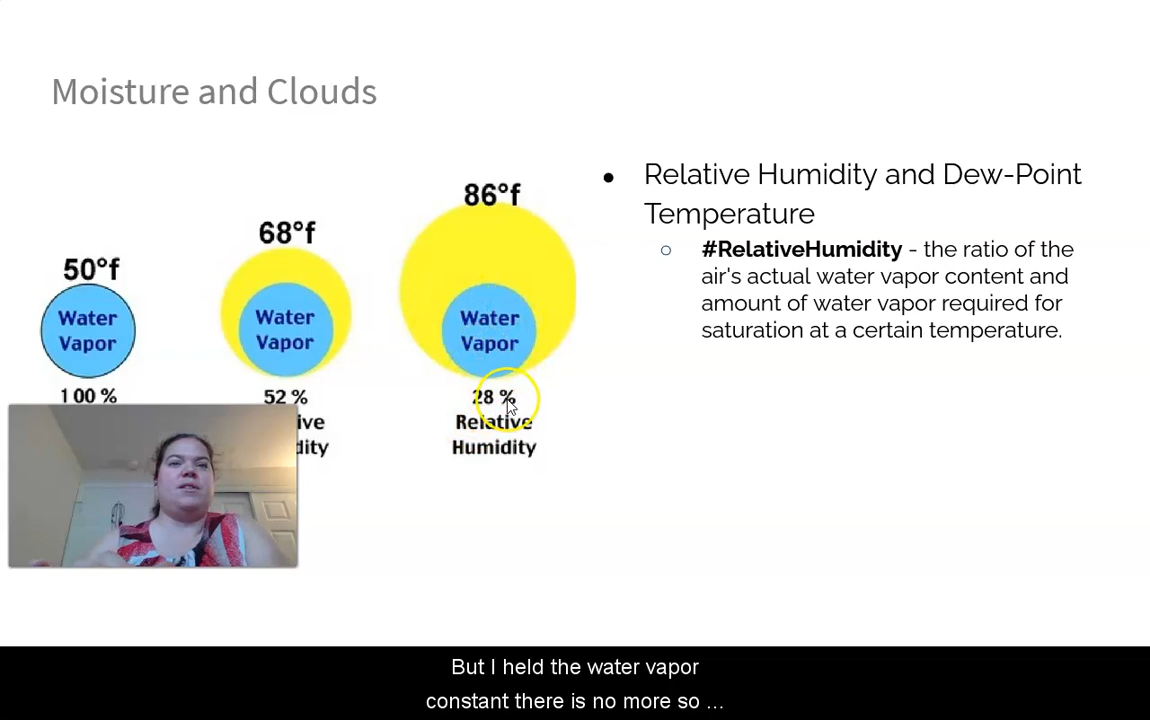 Moisture and Clouds
50°f
Water
Vapor
100 %
68°f
Water
Vapor
52 %
ive
dity
86°f
Water
Vapor
28 %
Relative
Humidity
● Relative Humidity and Dew-Point
Temperature
○ #RelativeHumidity - the ratio of the
air's actual water vapor content and
amount of water vapor required for
saturation at a certain temperature.
But I held the water vapor
constant there is no more so ...